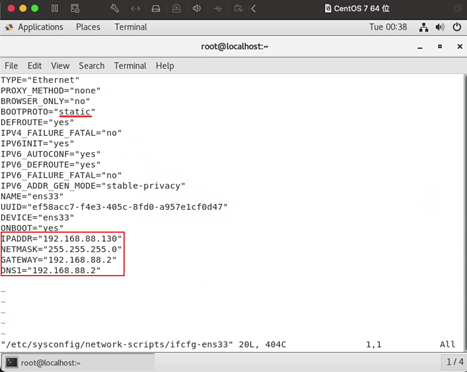 CentOS 7 64 位
Applications Places Terminal Tue 00:38
root@localhost:~
File Edit View Search Terminal Help
TYPE="Ethernet"
PROXY_METHOD="none"
BROWSER_ONLY="no"
BOOTPROTO="static"
DEFROUTE="yes"
IPV4_FAILURE_FATAL="no"
IPV6INIT="yes"
IPV6_AUTOCONF="yes"
IPV6_DEFROUTE="yes"
IPV6_FAILURE_FATAL="no"
IPV6_ADDR_GEN_MODE="stable-privacy"
NAME="ens33"
UUID="ef58acc7-f4e3-405c-8fd0-a957e1cf0d47"
DEVICE="ens33"
ONBOOT="yes"
IPADDR="192.168.88.130"
NETMASK="255.255.255.0"
GATEWAY="192.168.88.2"
DNS1="192.168.88.2"
~
~
~
~
~
"/etc/sysconfig/network-scripts/ifcfg-ens33" 20L, 404C 1,1 All
root@localhost:~ 1 / 4